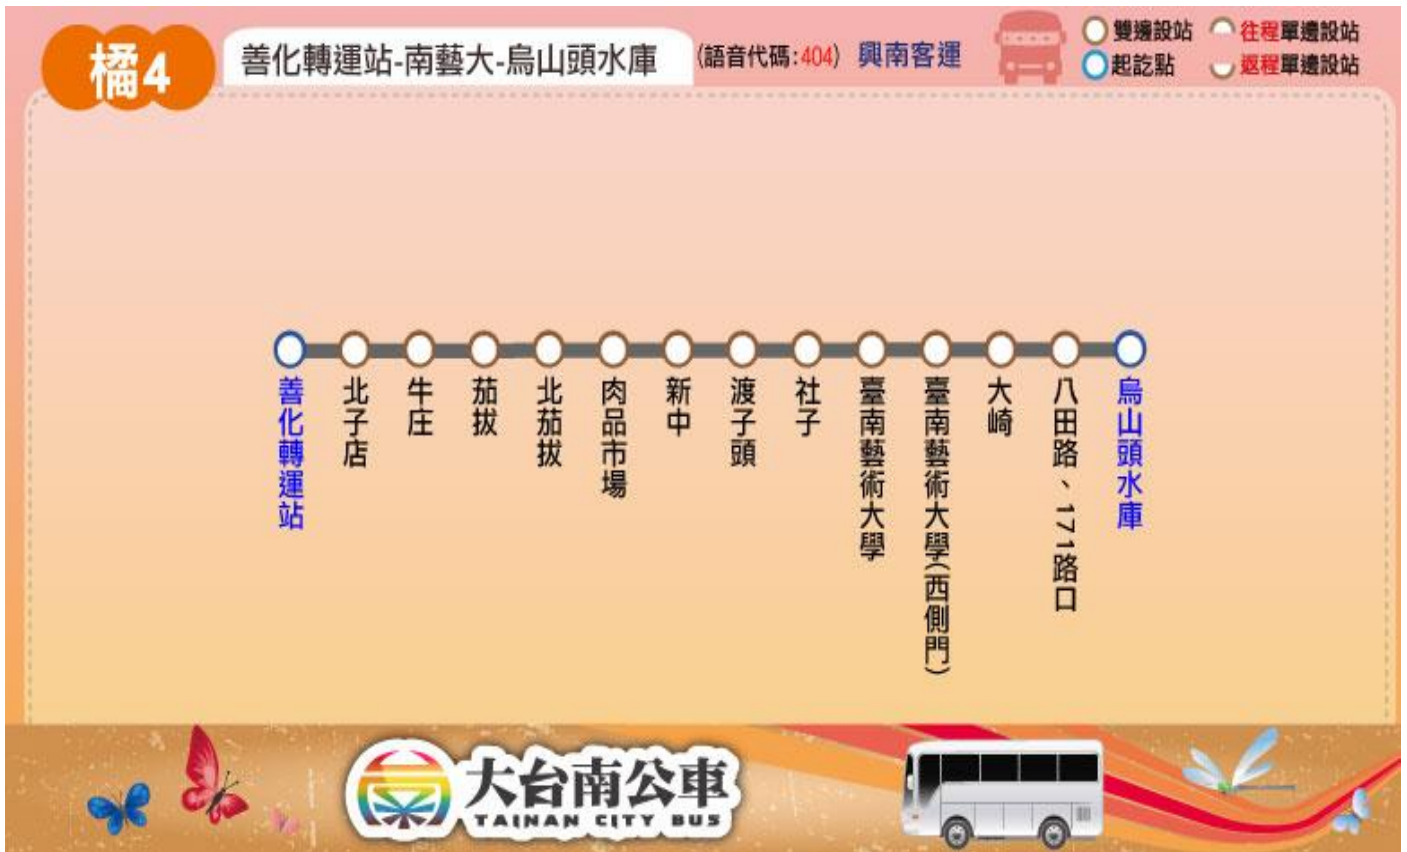 橘4
善化轉運站-南藝大-烏山頭水庫
(語音代碼:404)
興南客運
雙邊設站
往程單邊設站
起訖點
返程單邊設站
善化轉運站
北子店
牛庄
茄拔
北茄拔
肉品市場
新中
渡子頭
社子
臺南藝術大學
臺南藝術大學(西側門)
大崎
八田路、171路口
烏山頭水庫
大台南公車
TAINAN CITY BUS